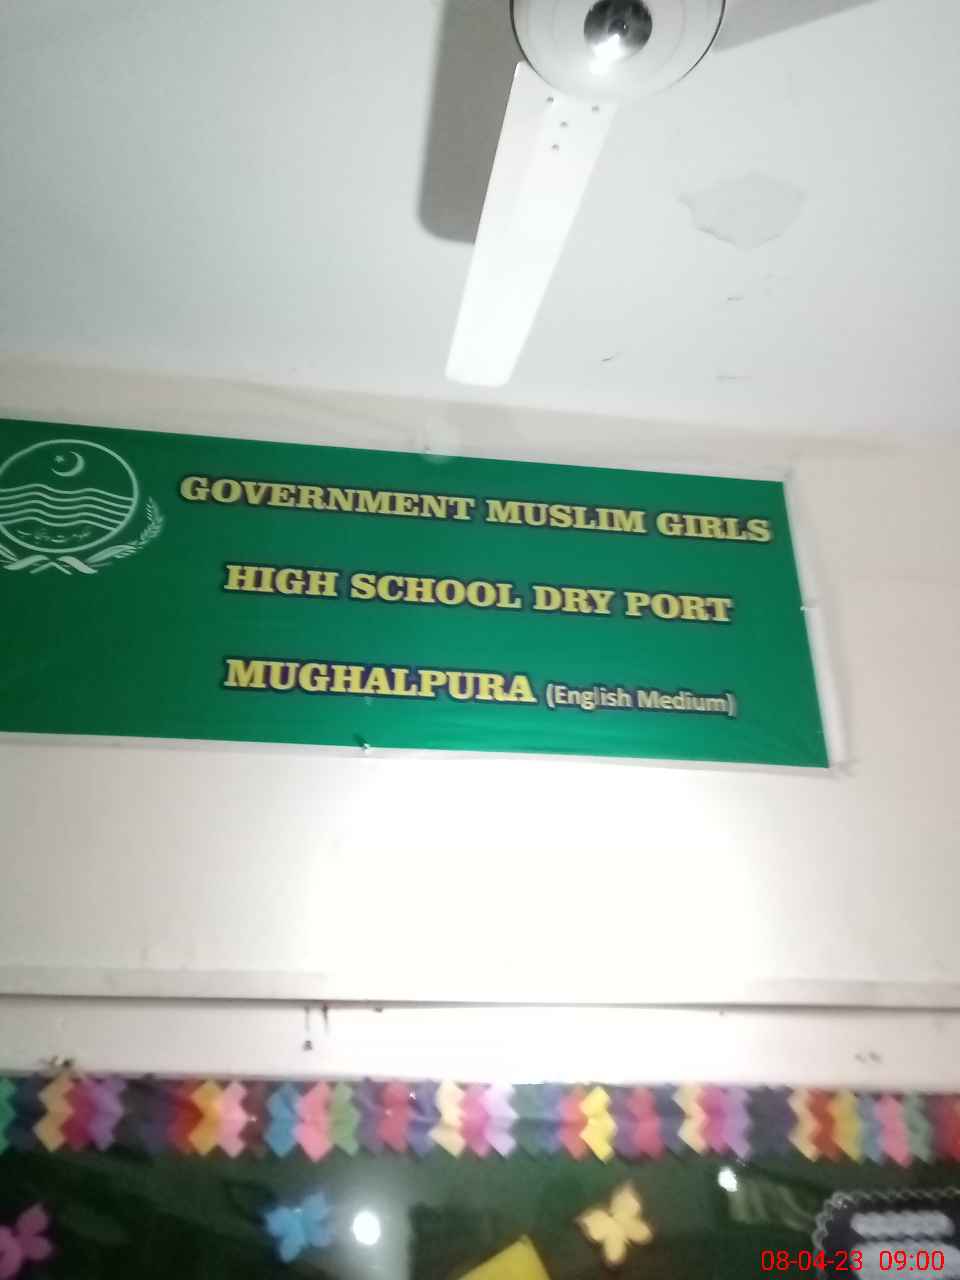 GOVERNMENT MUSLIM GIRLS
HIGH SCHOOL DRY PORT
MUGHALPURA (English Medium)
08-04-23 09:00